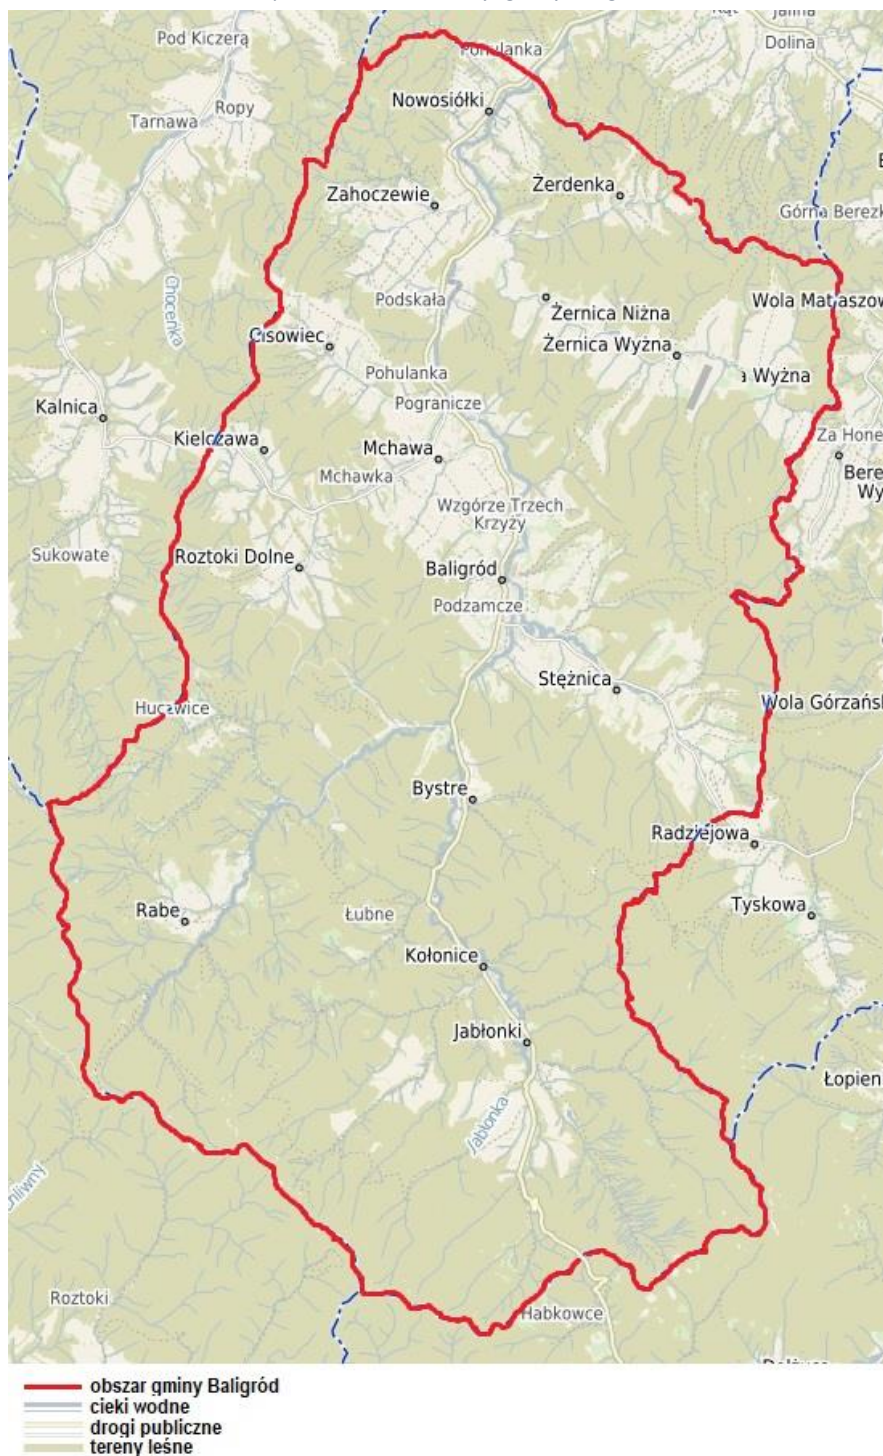 Pod Kiczerą
Pohulanka
Dolina
Nowosiółki
Ropy
Tarnawa
Zahoczewie
Żerdenka
Górna Berezk
Choceńka
Podskała
Żernica Niżna
Wola Matiaszow
Cisowiec
Żernica Wyżna
Pohulanka
a Wyżna
Kalnica
Pogranicze
Kielczawa
Mchawa
Za Hone
Mchawka
Bere
Wy
Wzgórze Trzech
Krzyży
Sukowate
Roztoki Dolne
Baligród
Podzamcze
Stężnica
Huczwice
Wola Górzańsk
Bystre
Radziejowa
Rabe
Łubne
Tyskowa
Kołonice
Jabłonki
Łopien
Jabłonka
Roztoki
Habkowce
obszar gminy Baligród
cieki wodne
drogi publiczne
tereny leśne